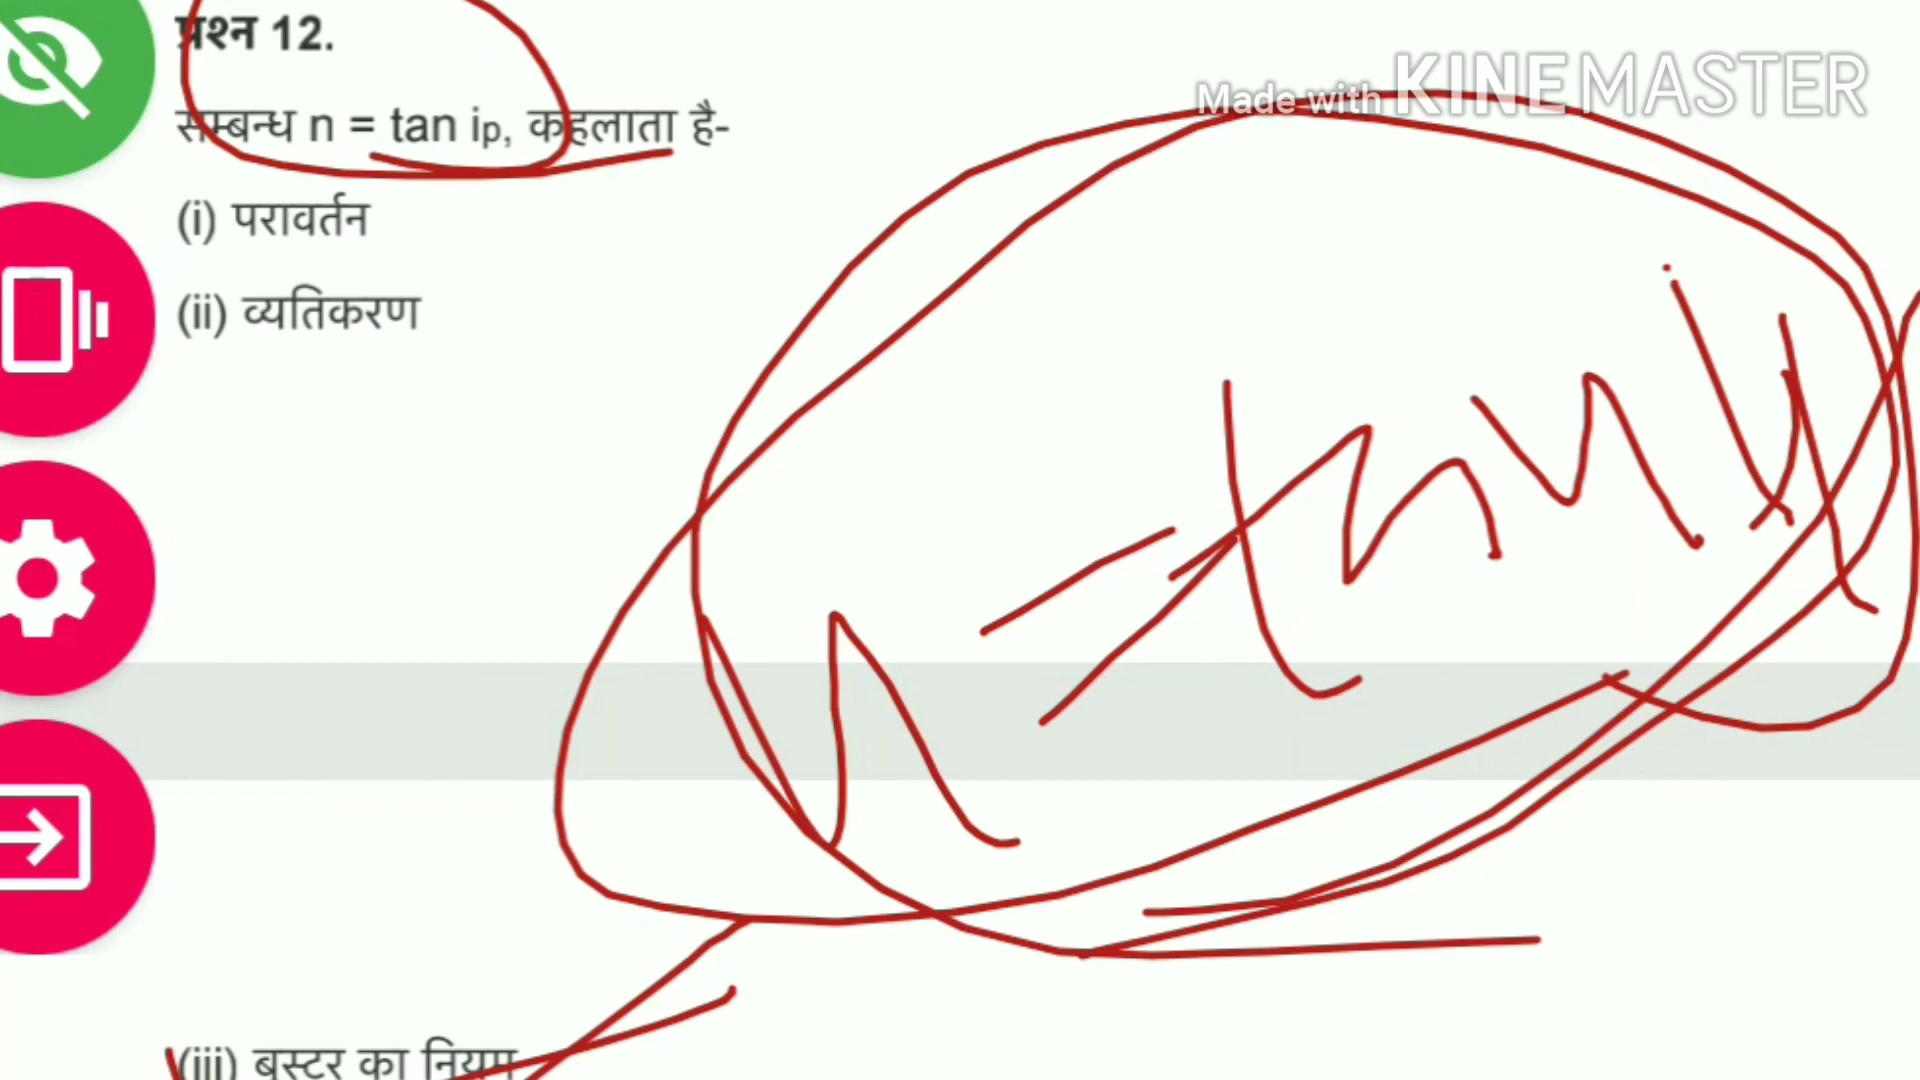 प्रश्न 12.
Made with KINEMASTER
सम्बन्ध n = tan ip, कहलाता है-
(i) परावर्तन
(ii) व्यतिकरण
n = tan
(iii) ब्रूस्टर का नियम